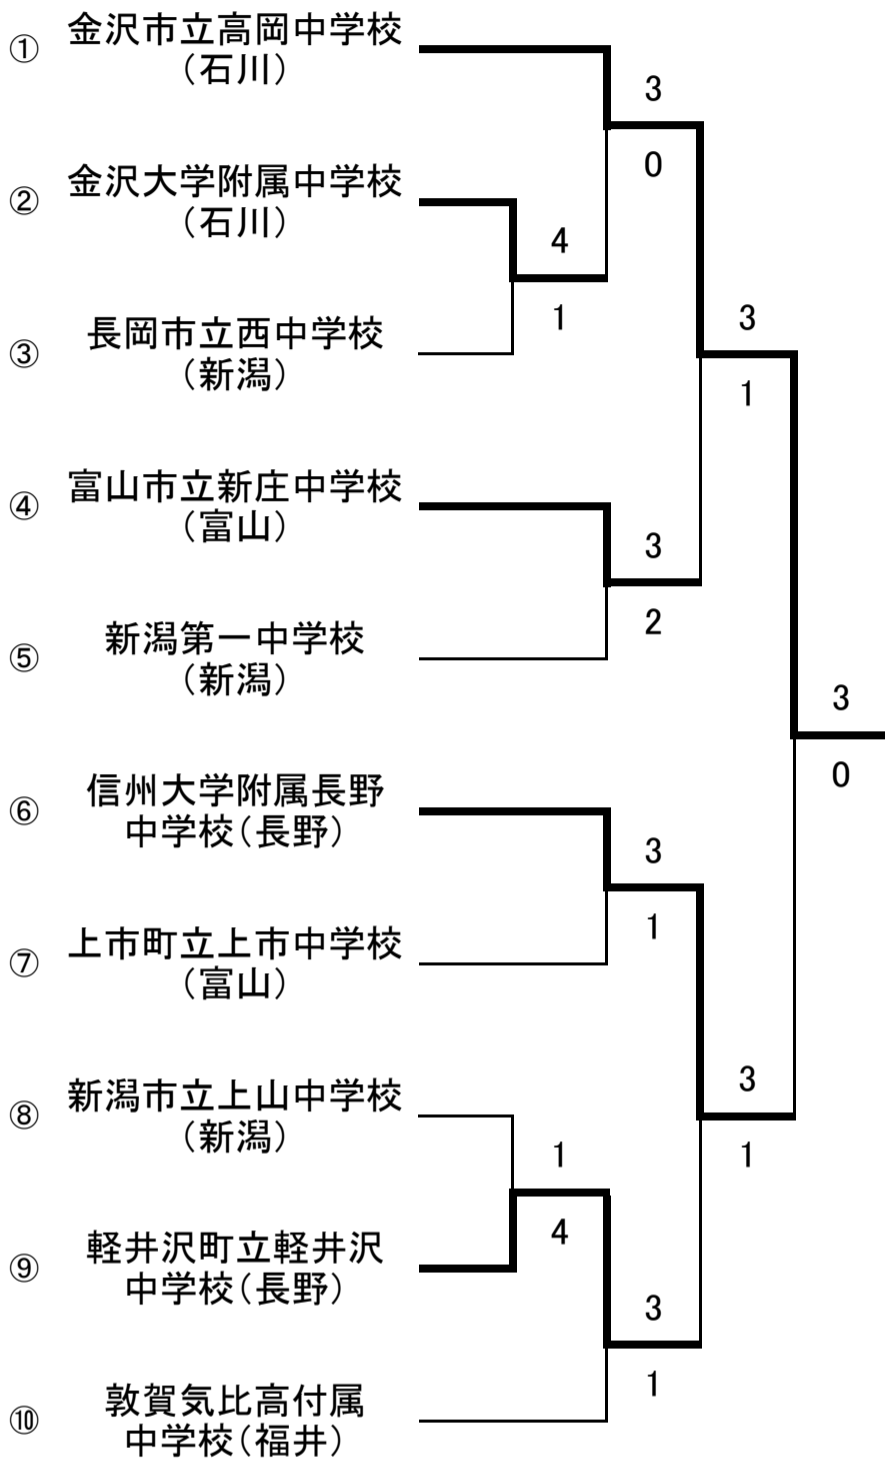 ① 金沢市立高岡中学校
(石川)
3
0
② 金沢大学附属中学校
(石川)
4
1
③ 長岡市立西中学校
(新潟)
3
1
④ 富山市立新庄中学校
(富山)
3
2
⑤ 新潟第一中学校
(新潟)
3
0
⑥ 信州大学附属長野
中学校(長野)
3
1
⑦ 上市町立上市中学校
(富山)
3
1
⑧ 新潟市立上山中学校
(新潟)
1
4
⑨ 軽井沢町立軽井沢
中学校(長野)
3
1
⑩ 敦賀気比高付属
中学校(福井)